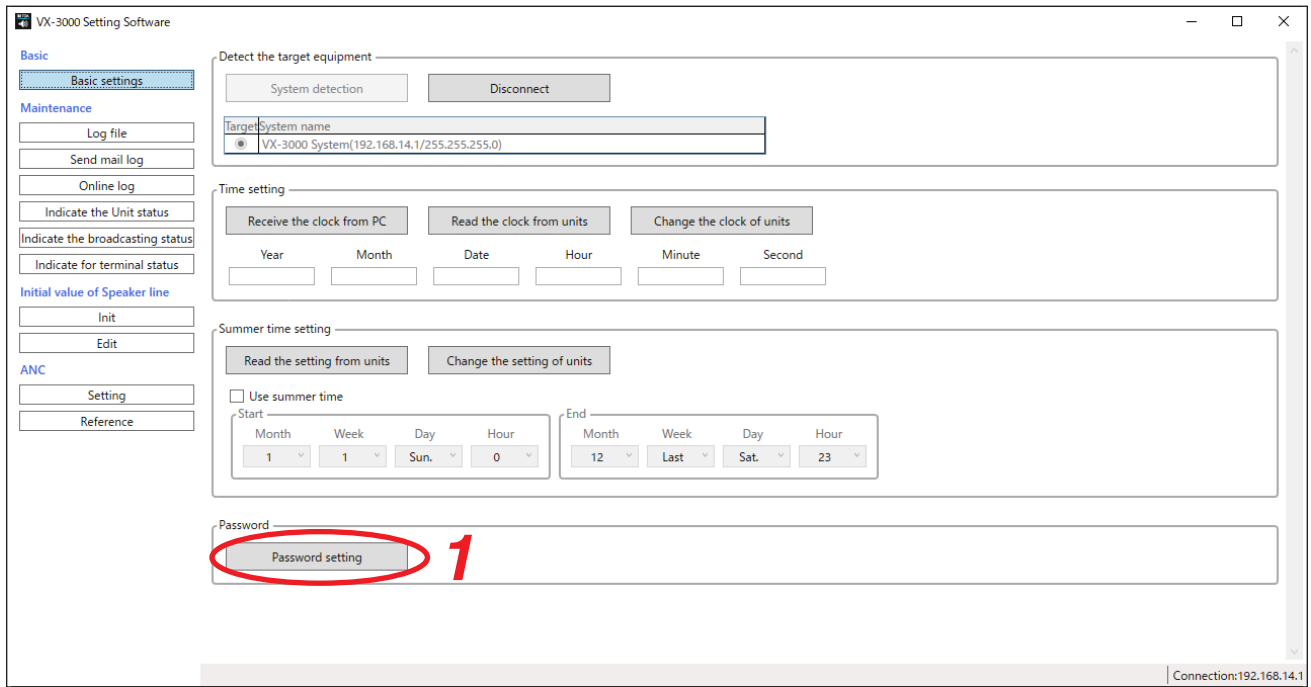 VX-3000 Setting Software
Basic
Basic settings
Maintenance
Log file
Send mail log
Online log
Indicate the Unit status
Indicate the broadcasting status
Indicate for terminal status
Initial value of Speaker line
Init
Edit
ANC
Setting
Reference
Detect the target equipment
System detection Disconnect
Target System name
VX-3000 System(192.168.14.1/255.255.255.0)
Time setting
Receive the clock from PC Read the clock from units Change the clock of units
Year Month Date Hour Minute Second
Summer time setting
Read the setting from units Change the setting of units
Use summer time
Start
Month Week Day Hour
1 1 Sun. 0
End
Month Week Day Hour
12 Last Sat. 23
Password
Password setting 1
Connection:192.168.14.1